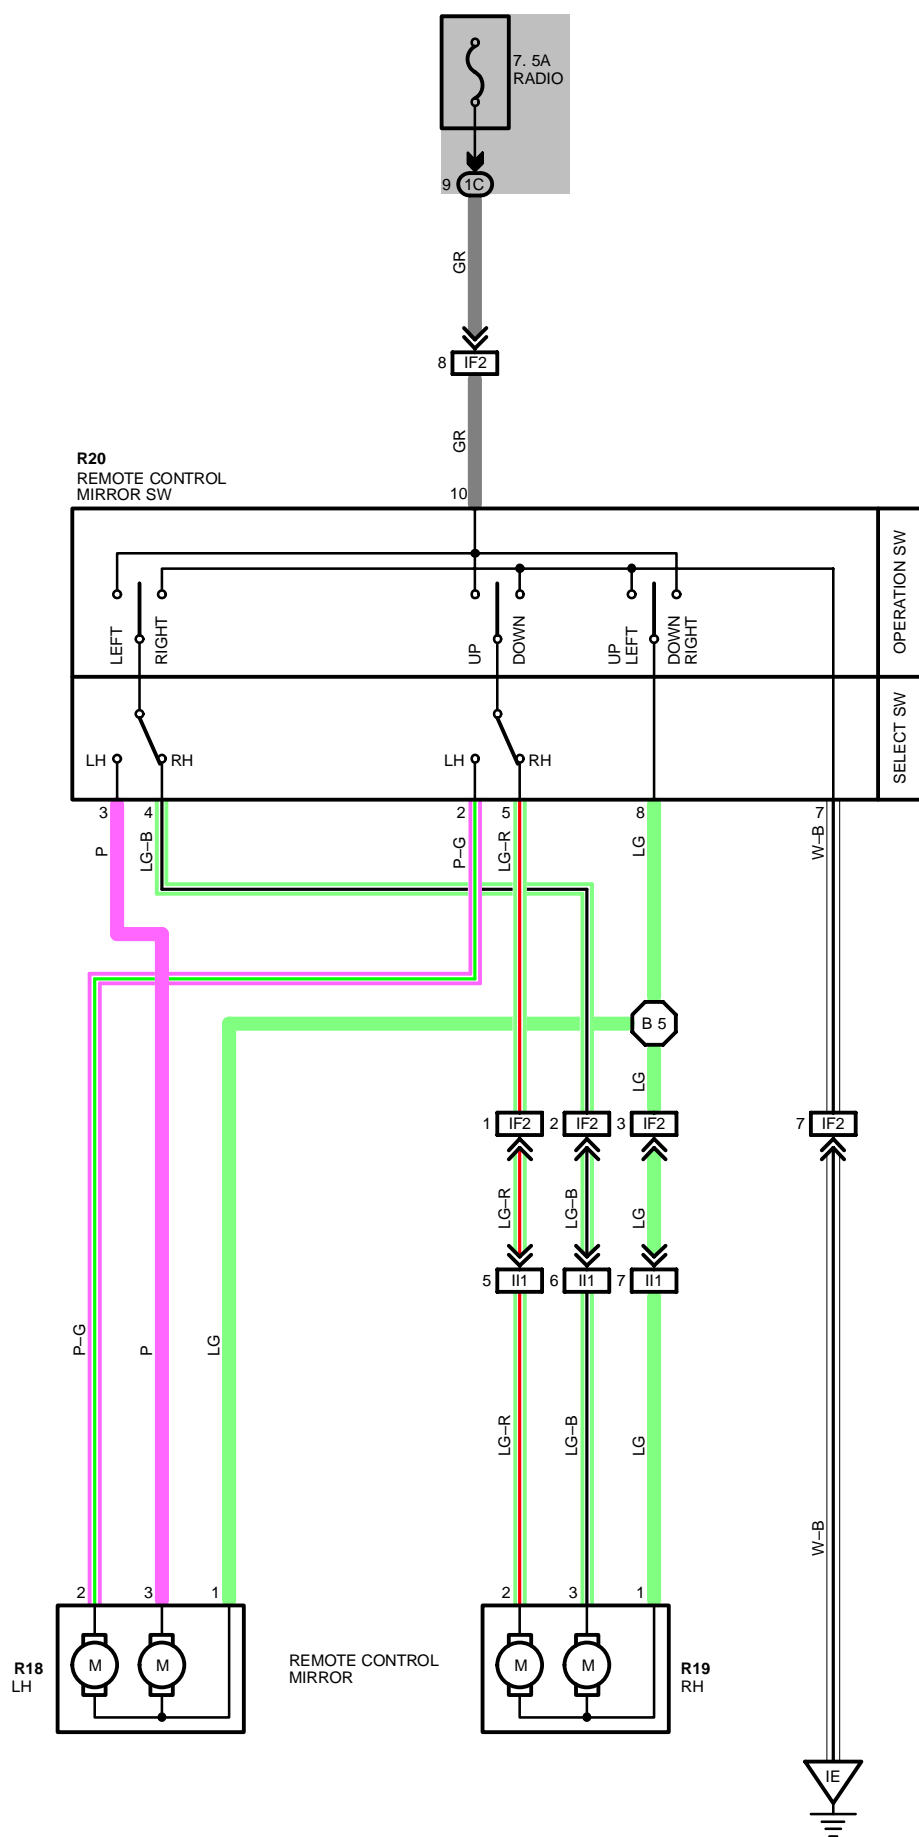 7. 5A
RADIO
9 1C
GR
8 IF2
GR
R20
REMOTE CONTROL
MIRROR SW
10
OPERATION SW
LEFT
RIGHT
UP
DOWN
UP
LEFT
DOWN
RIGHT
SELECT SW
LH RH LH RH
3 4 2 5 8 7
P LG–B P–G LG–R LG W–B
B 5
LG
1 IF2 2 IF2 3 IF2 7 IF2
LG–R LG–B LG
5 II1 6 II1 7 II1
P–G P LG
LG–R LG–B LG
W–B
2 3 1 2 3 1
R18
LH
M M
REMOTE CONTROL
MIRROR
M M
R19
RH
IE